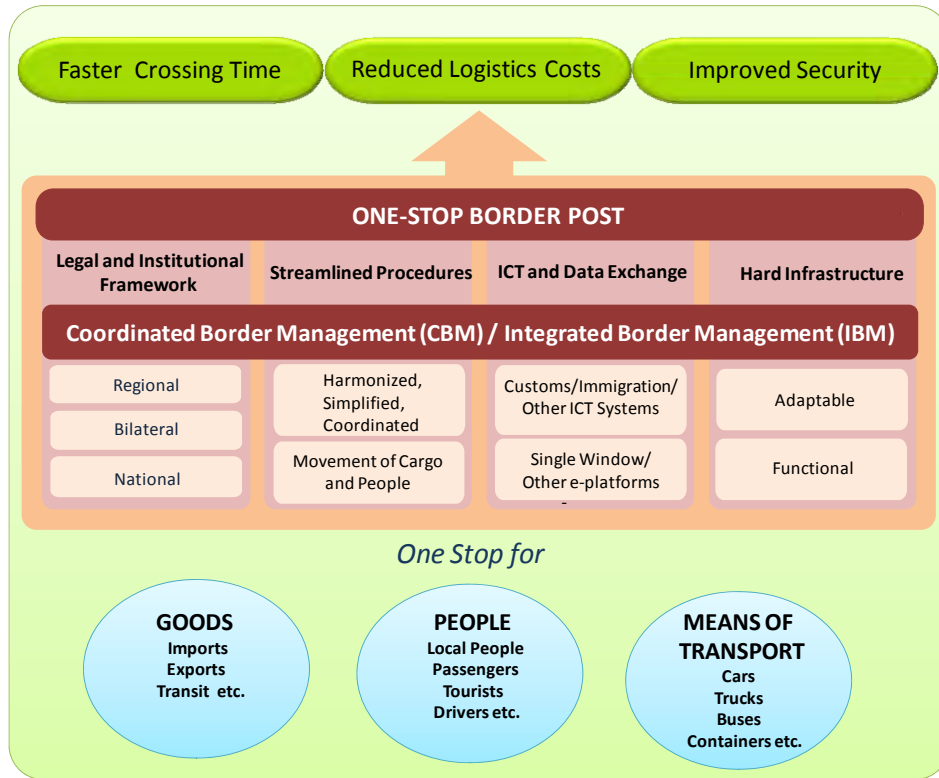 Faster Crossing Time
Reduced Logistics Costs
Improved Security
ONE-STOP BORDER POST
Legal and Institutional
Framework
Streamlined Procedures
ICT and Data Exchange
Hard Infrastructure
Coordinated Border Management (CBM) / Integrated Border Management (IBM)
Regional
Bilateral
National
Harmonized,
Simplified,
Coordinated
Movement of Cargo
and People
Customs/Immigration/
Other ICT Systems
Single Window/
Other e-platforms
-
Adaptable
Functional
One Stop for
GOODS
Imports
Exports
Transit etc.
PEOPLE
Local People
Passengers
Tourists
Drivers etc.
MEANS OF
TRANSPORT
Cars
Trucks
Buses
Containers etc.